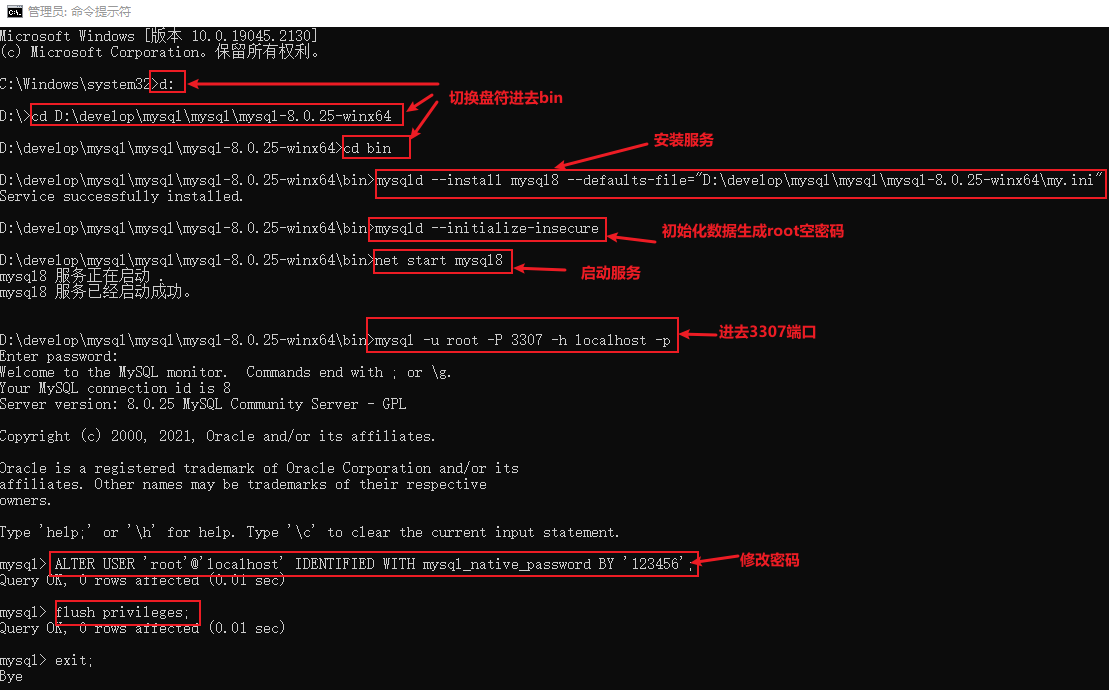 管理员: 命令提示符
Microsoft Windows [版本 10.0.19045.2130]
(c) Microsoft Corporation。保留所有权利。
C:\Windows\system32>d:
切换盘符进去bin
D:\>cd D:\develop\mysql\mysql\mysql-8.0.25-winx64
D:\develop\mysql\mysql\mysql-8.0.25-winx64>cd bin
安装服务
D:\develop\mysql\mysql\mysql-8.0.25-winx64\bin>mysqld --install mysql8 --defaults-file="D:\develop\mysql\mysql\mysql-8.0.25-winx64\my.ini"
Service successfully installed.
D:\develop\mysql\mysql\mysql-8.0.25-winx64\bin>mysqld --initialize-insecure
初始化数据生成root空密码
D:\develop\mysql\mysql\mysql-8.0.25-winx64\bin>net start mysql8
启动服务
mysql8 服务正在启动 .
mysql8 服务已经启动成功。
进去3307端口
D:\develop\mysql\mysql\mysql-8.0.25-winx64\bin>mysql -u root -P 3307 -h localhost -p
Enter password:
Welcome to the MySQL monitor.  Commands end with ; or \g.
Your MySQL connection id is 8
Server version: 8.0.25 MySQL Community Server - GPL
Copyright (c) 2000, 2021, Oracle and/or its affiliates.
Oracle is a registered trademark of Oracle Corporation and/or its
affiliates. Other names may be trademarks of their respective
owners.
Type 'help;' or '\h' for help. Type '\c' to clear the current input statement.
mysql> ALTER USER 'root'@'localhost' IDENTIFIED WITH mysql_native_password BY '123456';
修改密码
Query OK, 0 rows affected (0.01 sec)
mysql> flush privileges;
Query OK, 0 rows affected (0.01 sec)
mysql> exit;
Bye